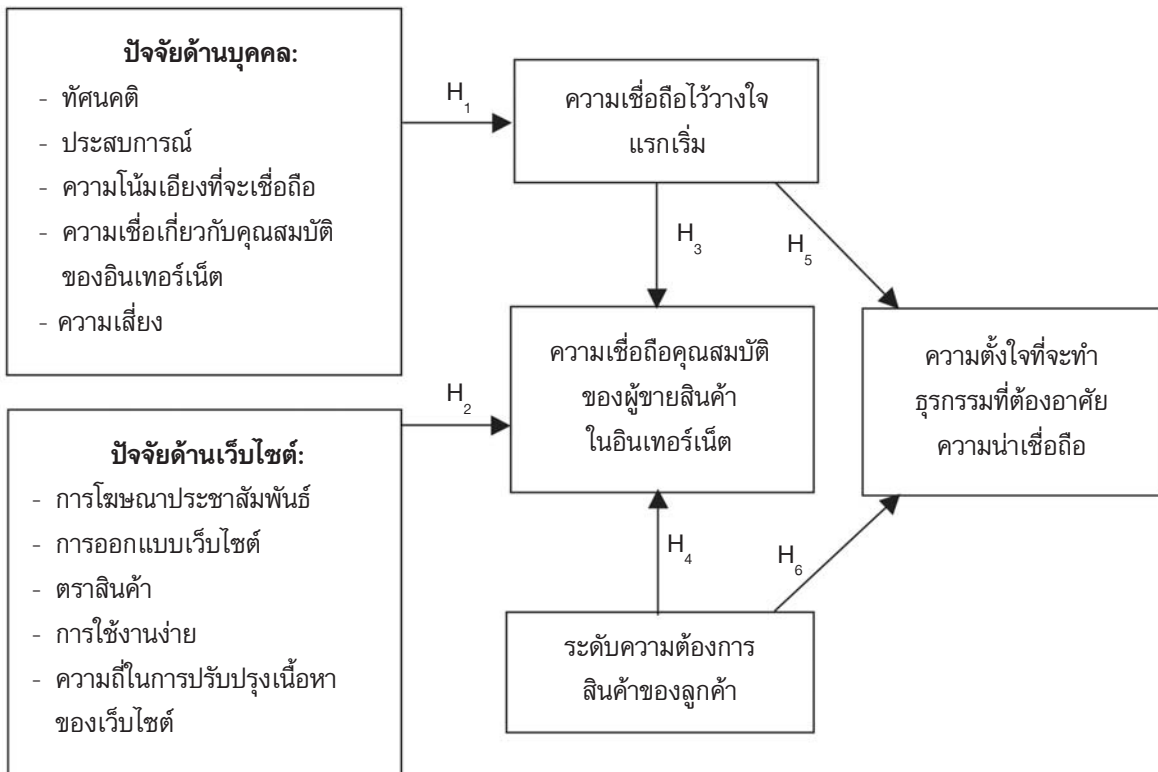 ปัจจัยด้านบุคคล:
- ทัศนคติ
- ประสบการณ์
- ความโน้มเอียงที่จะเชื่อถือ
- ความเชื่อเกี่ยวกับคุณสมบัติ
ของอินเทอร์เน็ต
- ความเสี่ยง
H₁
ความเชื่อถือไว้วางใจ
แรกเริ่ม
H₃
H₅
ปัจจัยด้านเว็บไซต์:
- การโฆษณาประชาสัมพันธ์
- การออกแบบเว็บไซต์
- ตราสินค้า
- การใช้งานง่าย
- ความถี่ในการปรับปรุงเนื้อหา
ของเว็บไซต์
H₂
ความเชื่อถือคุณสมบัติ
ของผู้ขายสินค้า
ในอินเทอร์เน็ต
ความตั้งใจที่จะทำ
ธุรกรรมที่ต้องอาศัย
ความน่าเชื่อถือ
H₄
H₆
ระดับความต้องการ
สินค้าของลูกค้า